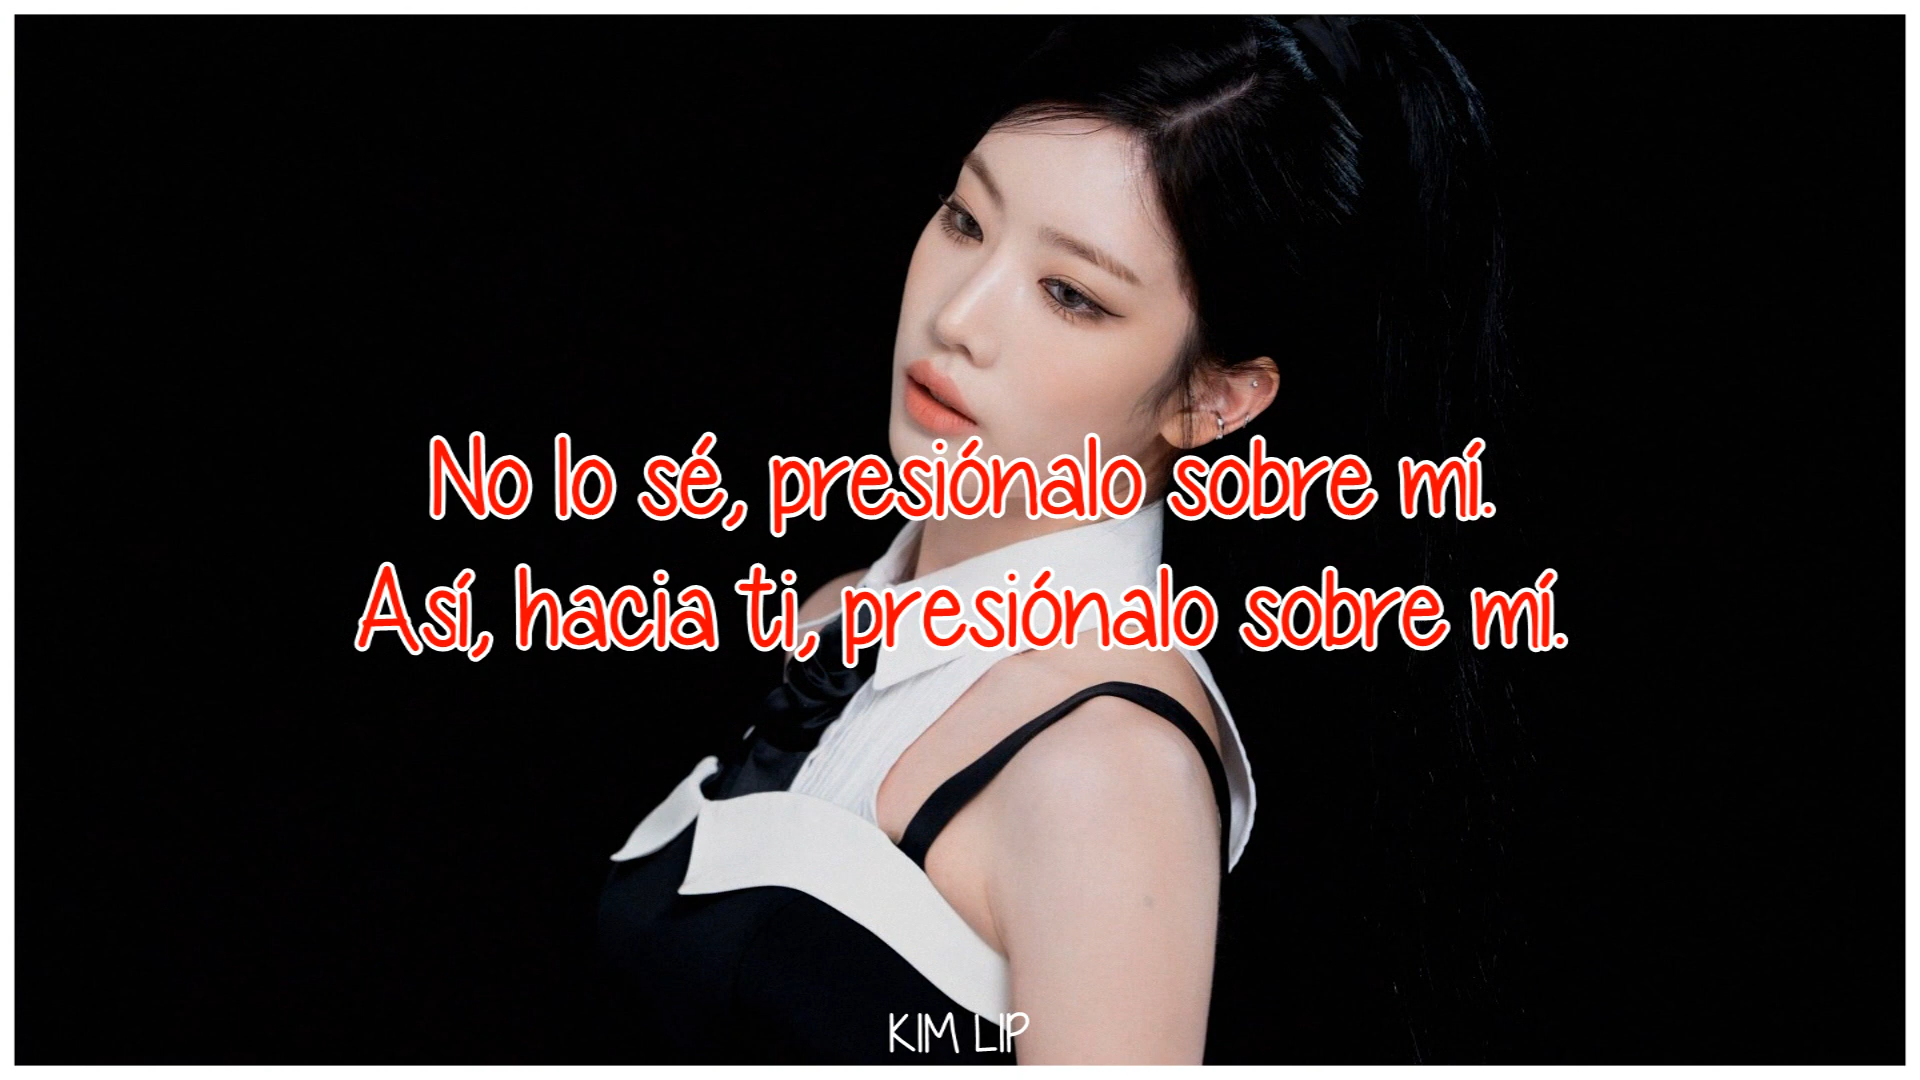 No lo sé, presiónalo sobre mí.
Así, hacia ti, presiónalo sobre mí.
KIM LIP